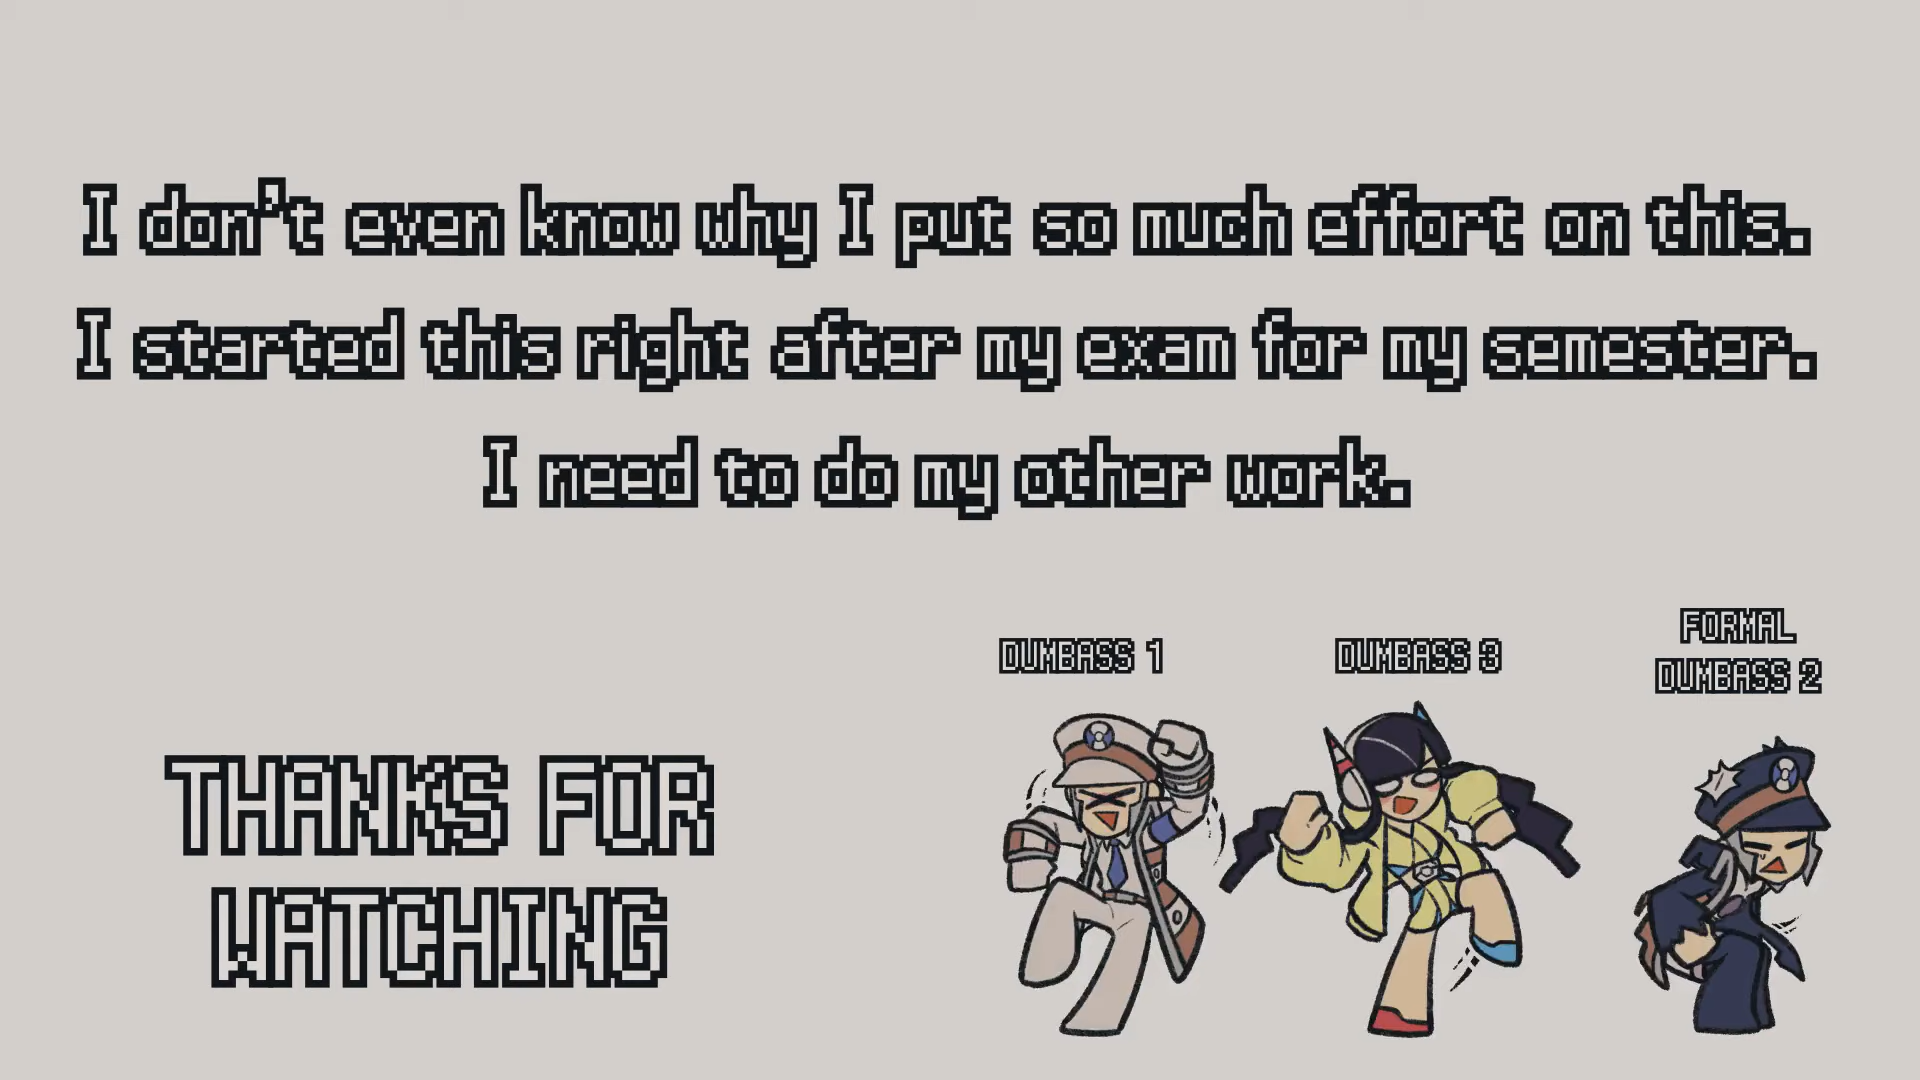 I don't even know why I put so much effort on this.
I started this right after my exam for my semester.
I need to do my other work.
DUMBASS 1
DUMBASS 3
FORMAL
DUMBASS 2
THANKS FOR
WATCHING